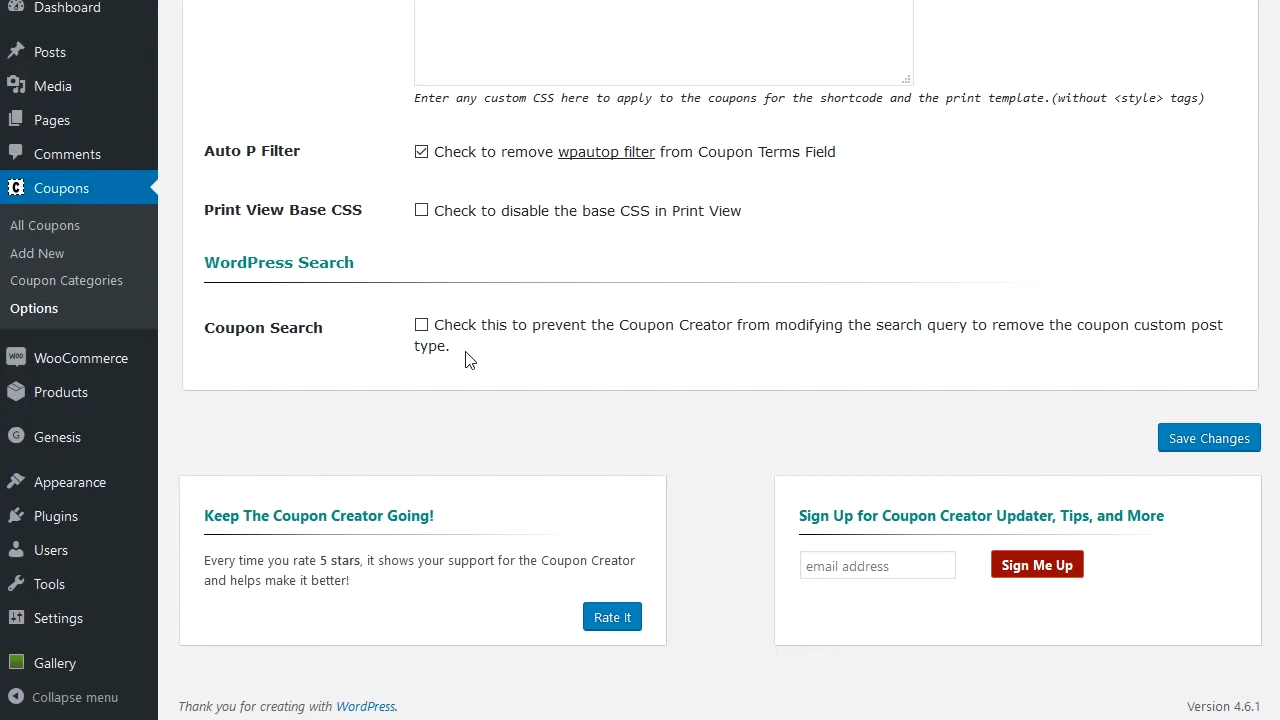 Dashboard
Posts
Media
Pages
Comments
Coupons
All Coupons
Add New
Coupon Categories
Options
WooCommerce
Products
Genesis
Appearance
Plugins
Users
Tools
Settings
Gallery
Collapse menu
Enter any custom CSS here to apply to the coupons for the shortcode and the print template.(without <style> tags)
Auto P Filter
Check to remove wpautop filter from Coupon Terms Field
Print View Base CSS
Check to disable the base CSS in Print View
WordPress Search
Coupon Search
Check this to prevent the Coupon Creator from modifying the search query to remove the coupon custom post
type.
Save Changes
Keep The Coupon Creator Going!
Every time you rate 5 stars, it shows your support for the Coupon Creator
and helps make it better!
Rate It
Sign Up for Coupon Creator Updater, Tips, and More
email address
Sign Me Up
Thank you for creating with WordPress.
Version 4.6.1